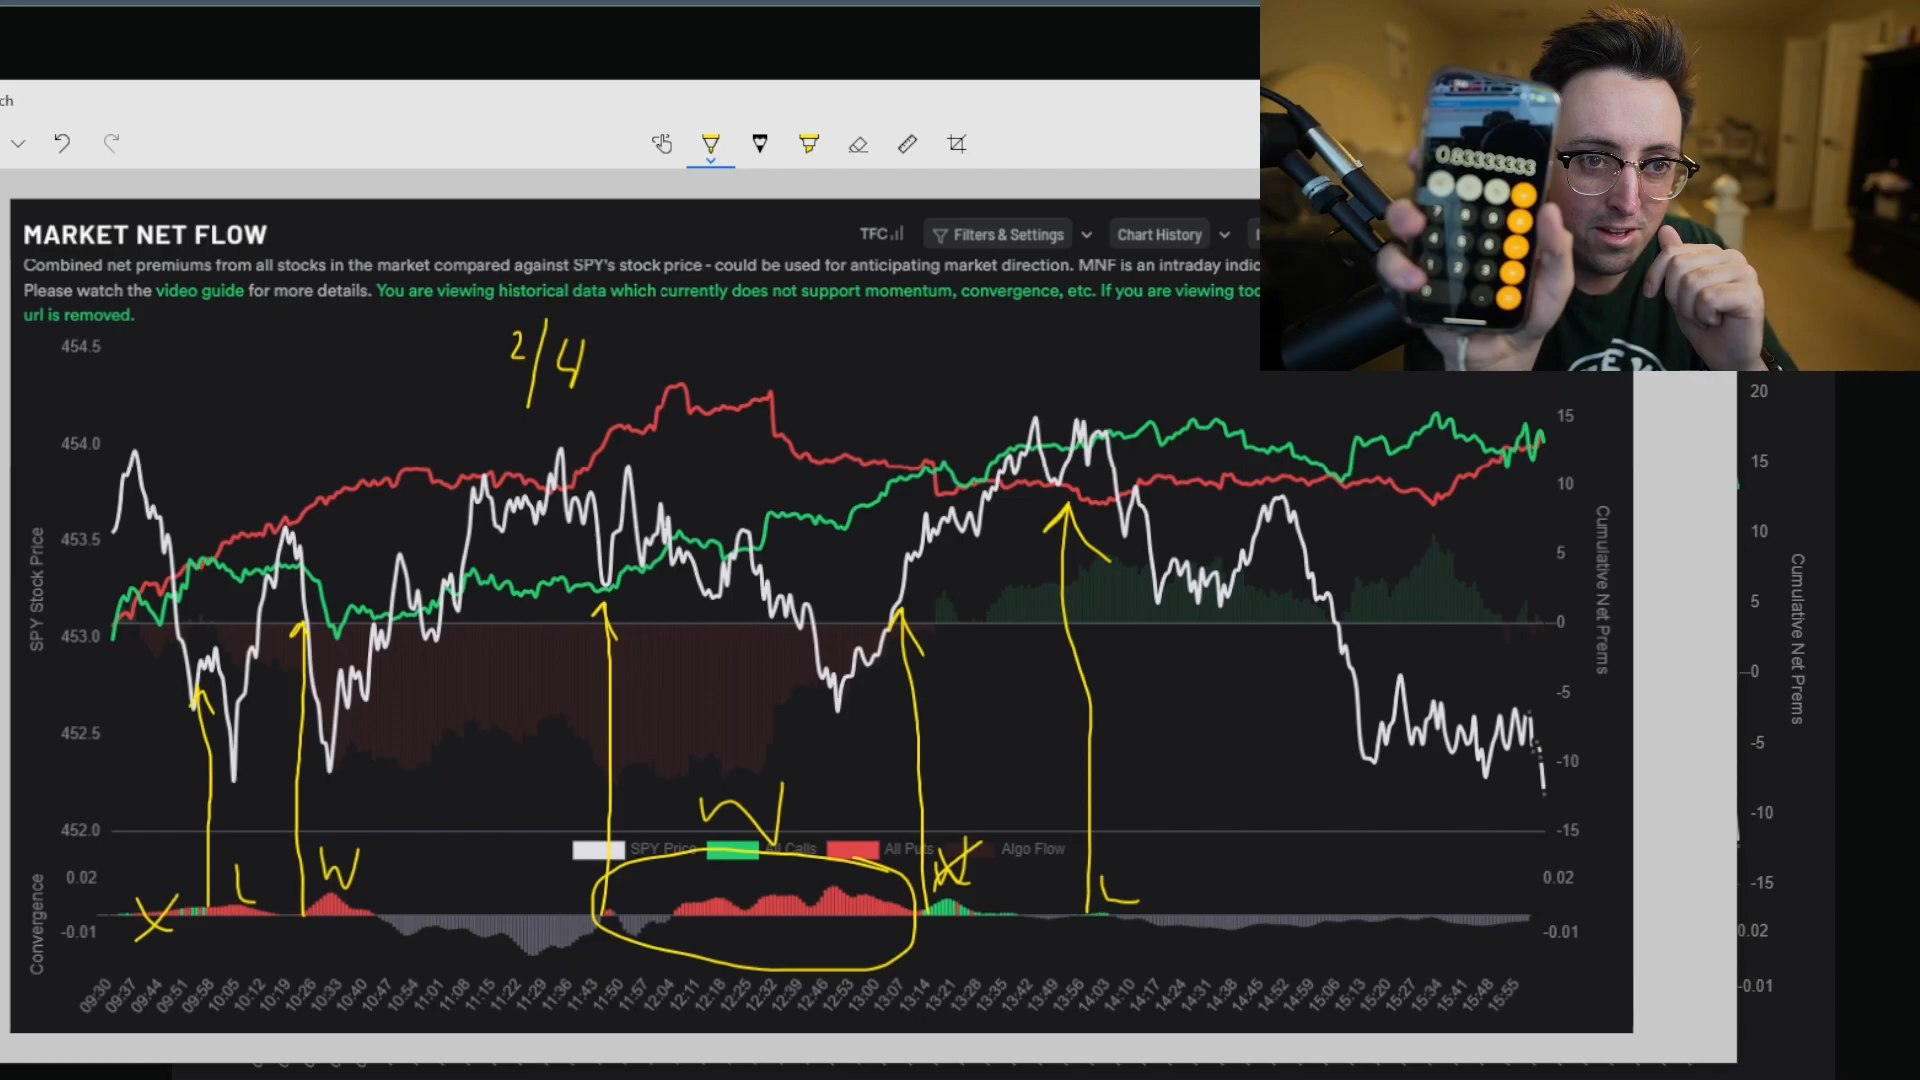 ch
MARKET NET FLOW
TFC
Filters & Settings
Chart History
Combined net premiums from all stocks in the market compared against SPY's stock price - could be used for anticipating market direction. MNF is an intraday indic
Please watch the video guide for more details. You are viewing historical data which currently does not support momentum, convergence, etc. If you are viewing too
url is removed.
2/4
0.83333333
454.5
454.0
453.5
453.0
452.5
452.0
SPY Stock Price
15
10
5
0
-5
-10
-15
Cumulative Net Prems
20
15
10
5
0
-5
-10
-15
0.02
-0.01
Cumulative Net Prems
SPY Price
All Calls
All Puts
Algo Flow
X
L
W
W
L
Convergence
0.02
-0.01
0.02
-0.01
09:30 09:37 09:44 09:51 09:58 10:05 10:12 10:19 10:26 10:33 10:40 10:47 10:54 11:01 11:08 11:15 11:22 11:29 11:36 11:43 11:50 11:57 12:04 12:11 12:18 12:25 12:32 12:39 12:46 12:53 13:00 13:07 13:14 13:21 13:28 13:35 13:42 13:49 13:56 14:03 14:10 14:17 14:24 14:31 14:38 14:45 14:52 14:59 15:06 15:13 15:20 15:27 15:34 15:41 15:48 15:55